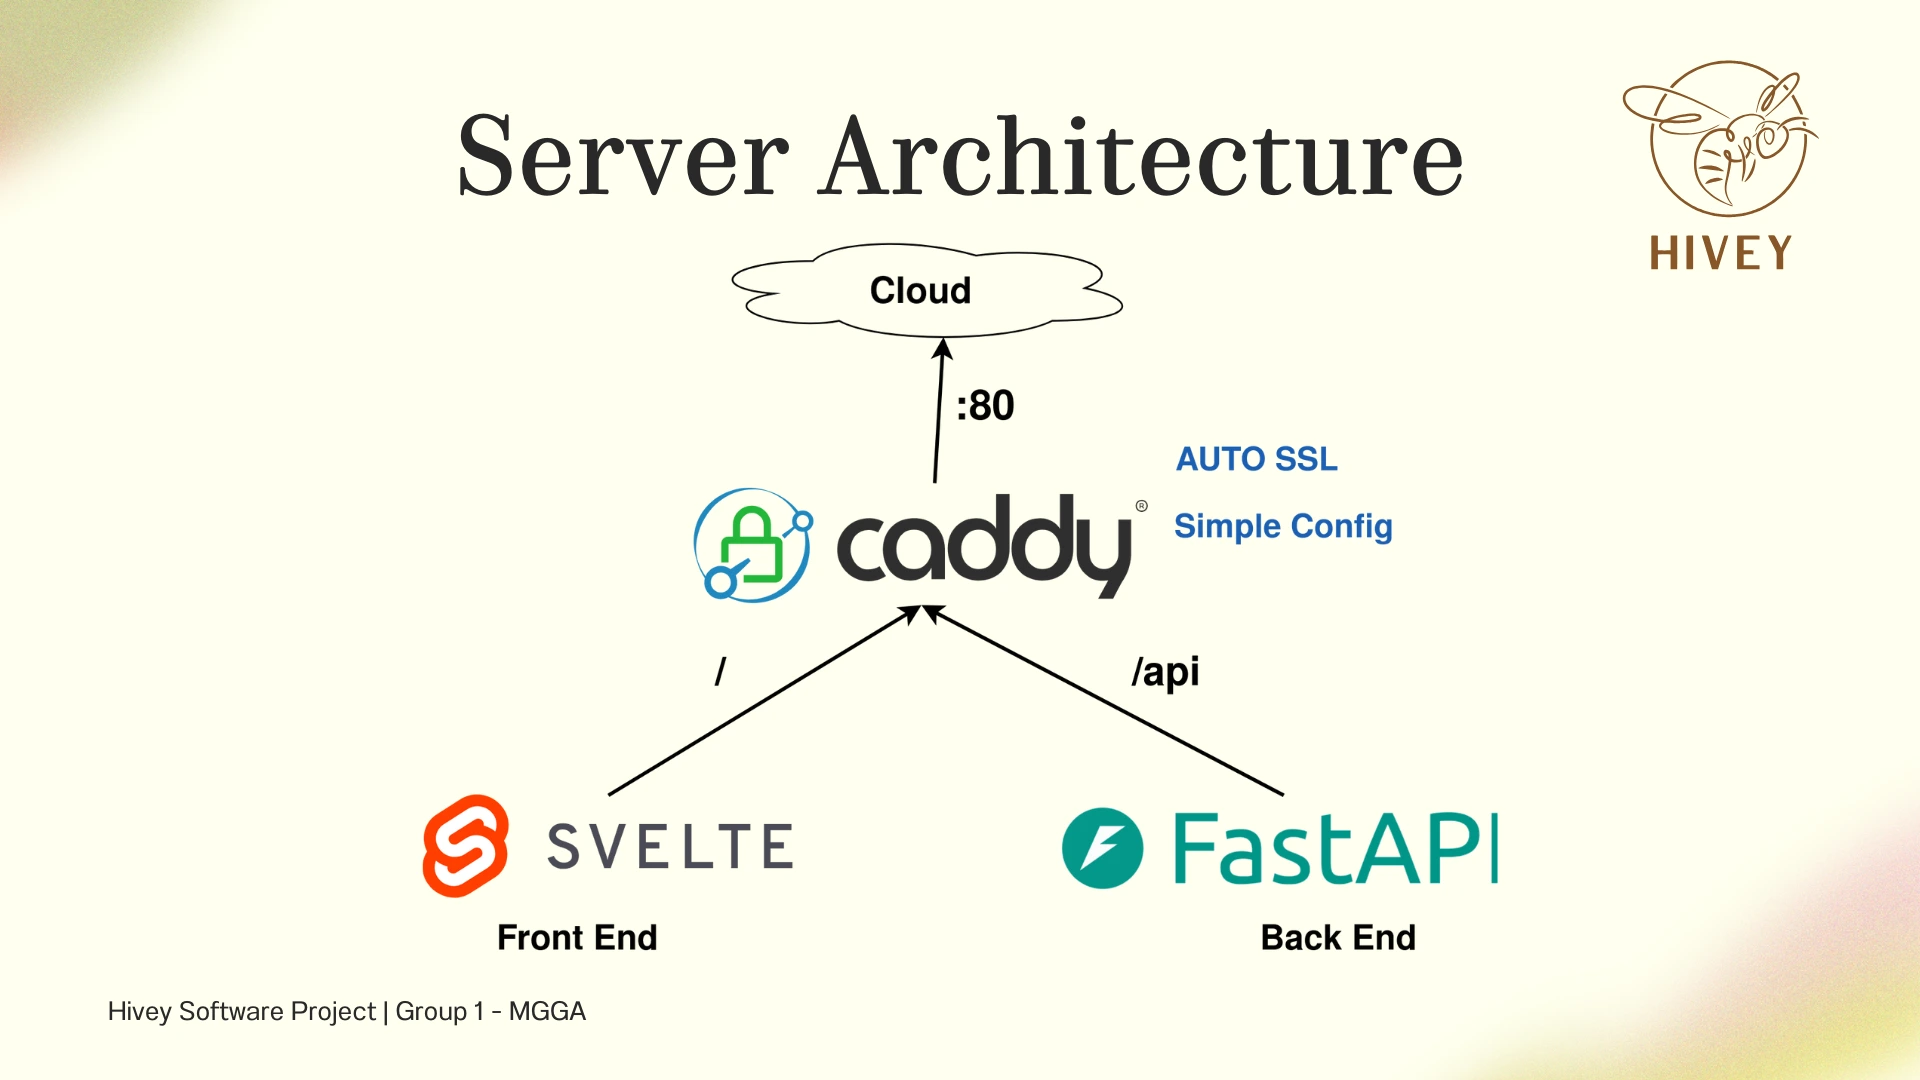 Server Architecture
HIVEY
Cloud
:80
AUTO SSL
caddy®
Simple Config
/
/api
SVELTE
FastAPI
Front End
Back End
Hivey Software Project | Group 1 - MGGA